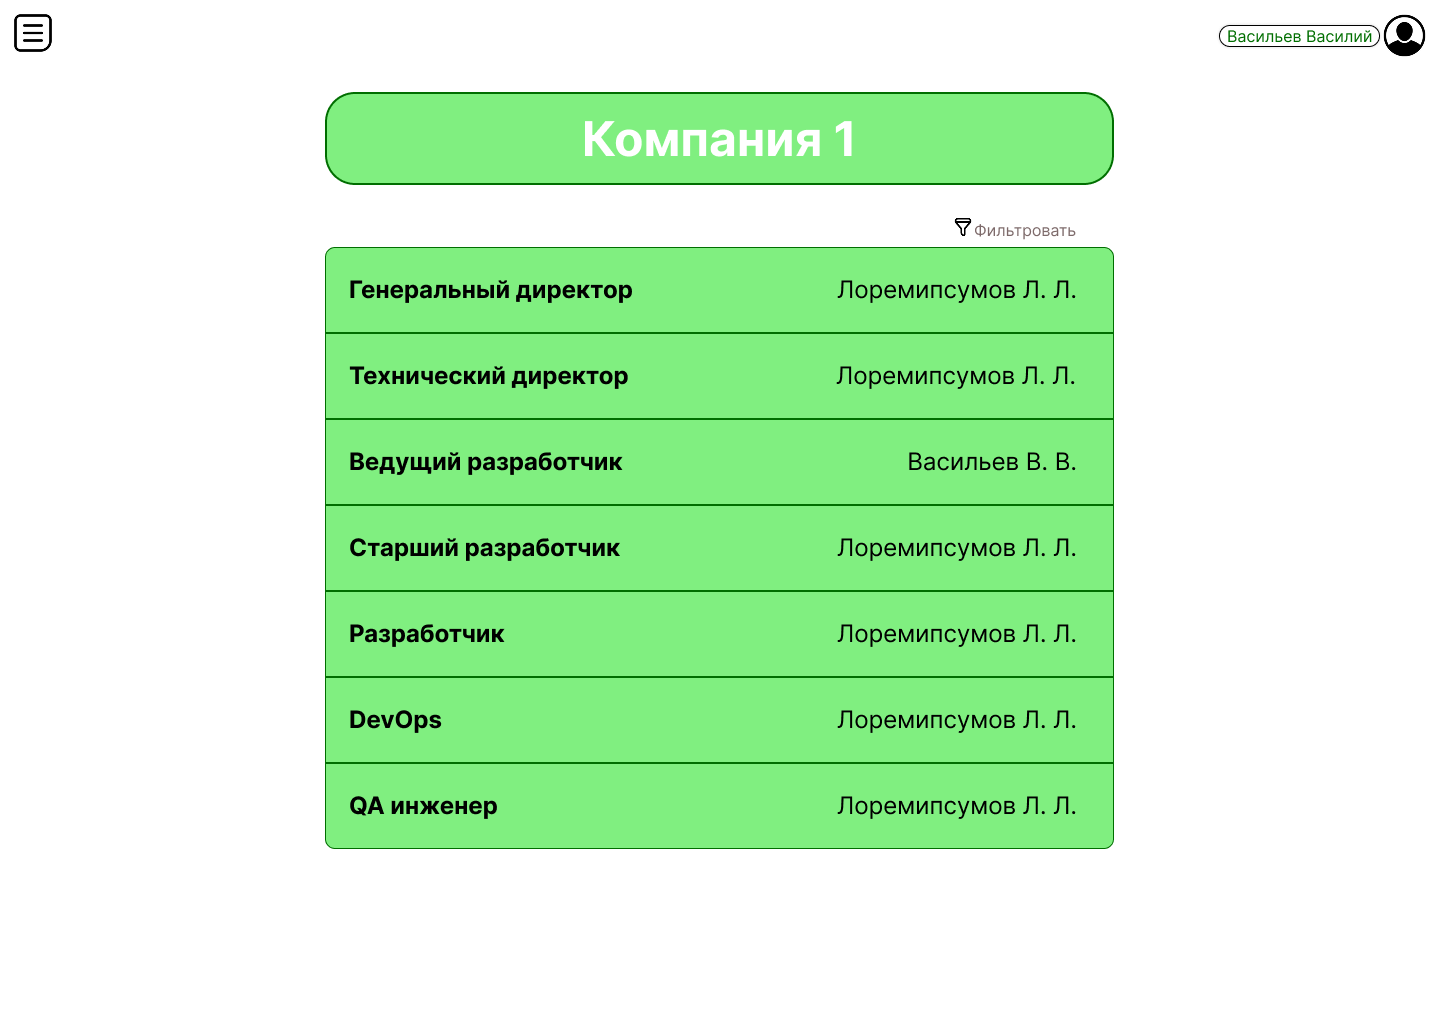 Васильев Василий
Компания 1
Фильтровать
Генеральный директор Лоремипсумов Л. Л.
Технический директор Лоремипсумов Л. Л.
Ведущий разработчик Васильев В. В.
Старший разработчик Лоремипсумов Л. Л.
Разработчик Лоремипсумов Л. Л.
DevOps Лоремипсумов Л. Л.
QA инженер Лоремипсумов Л. Л.